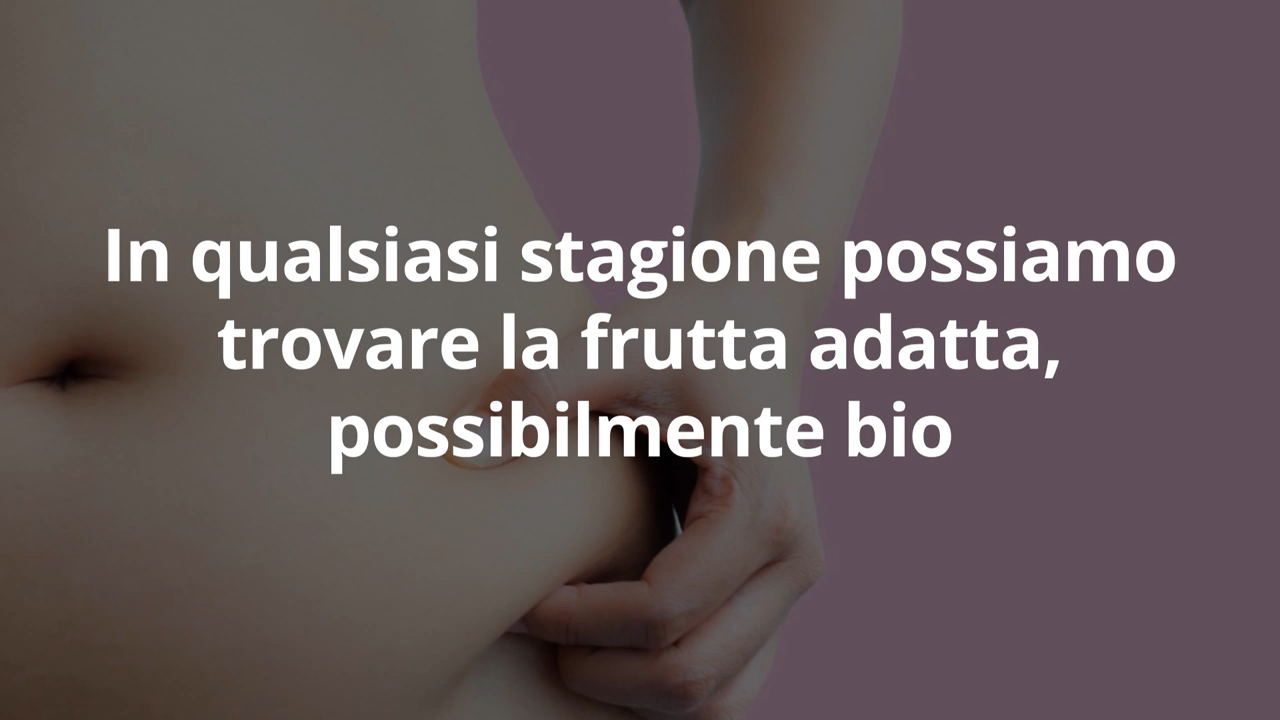 In qualsiasi stagione possiamo
trovare la frutta adatta,
possibilmente bio